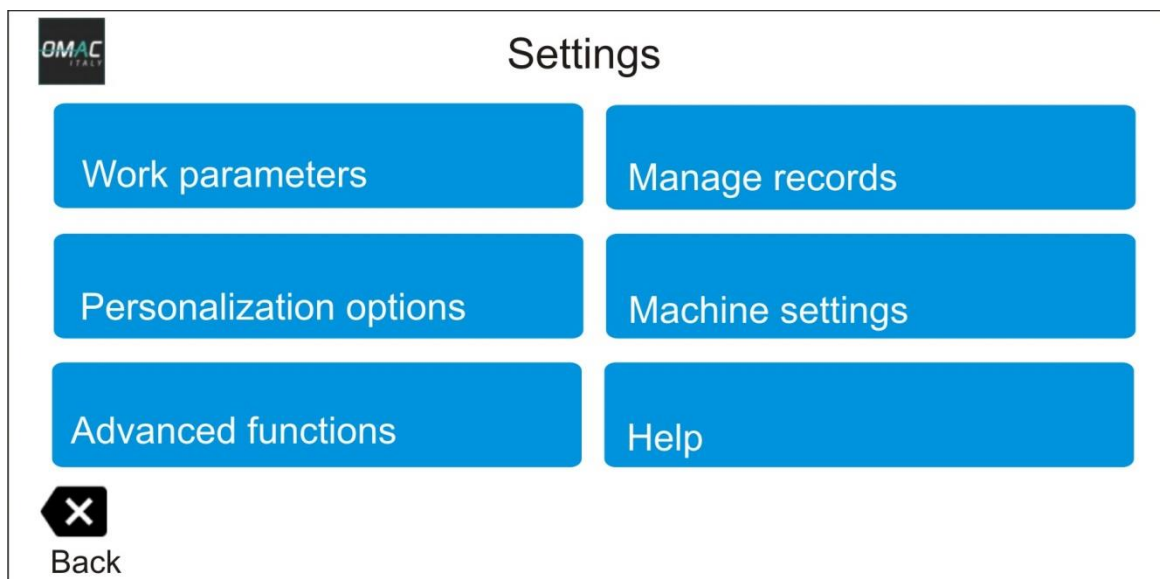 OMAC
ITALY
Settings
Work parameters
Manage records
Personalization options
Machine settings
Advanced functions
Help
Back